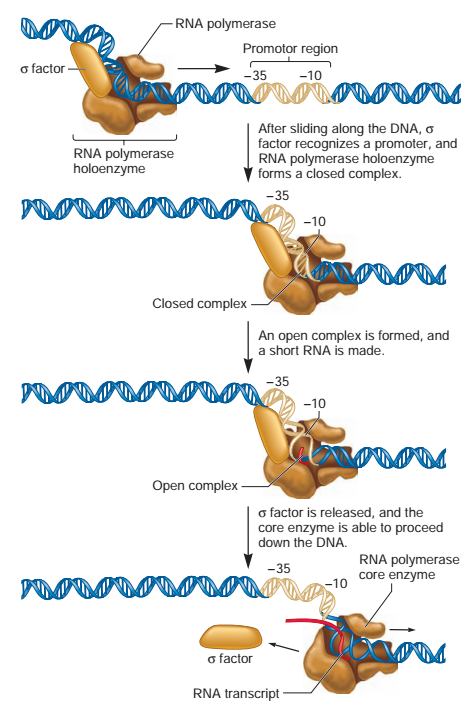 RNA polymerase
Promotor region
σ factor
–35
–10
RNA polymerase
holoenzyme
After sliding along the DNA, σ
factor recognizes a promoter, and
RNA polymerase holoenzyme
forms a closed complex.
–35
–10
Closed complex
An open complex is formed, and
a short RNA is made.
–35
–10
Open complex
σ factor is released, and the
core enzyme is able to proceed
down the DNA.
RNA polymerase
core enzyme
–35
–10
σ factor
RNA transcript